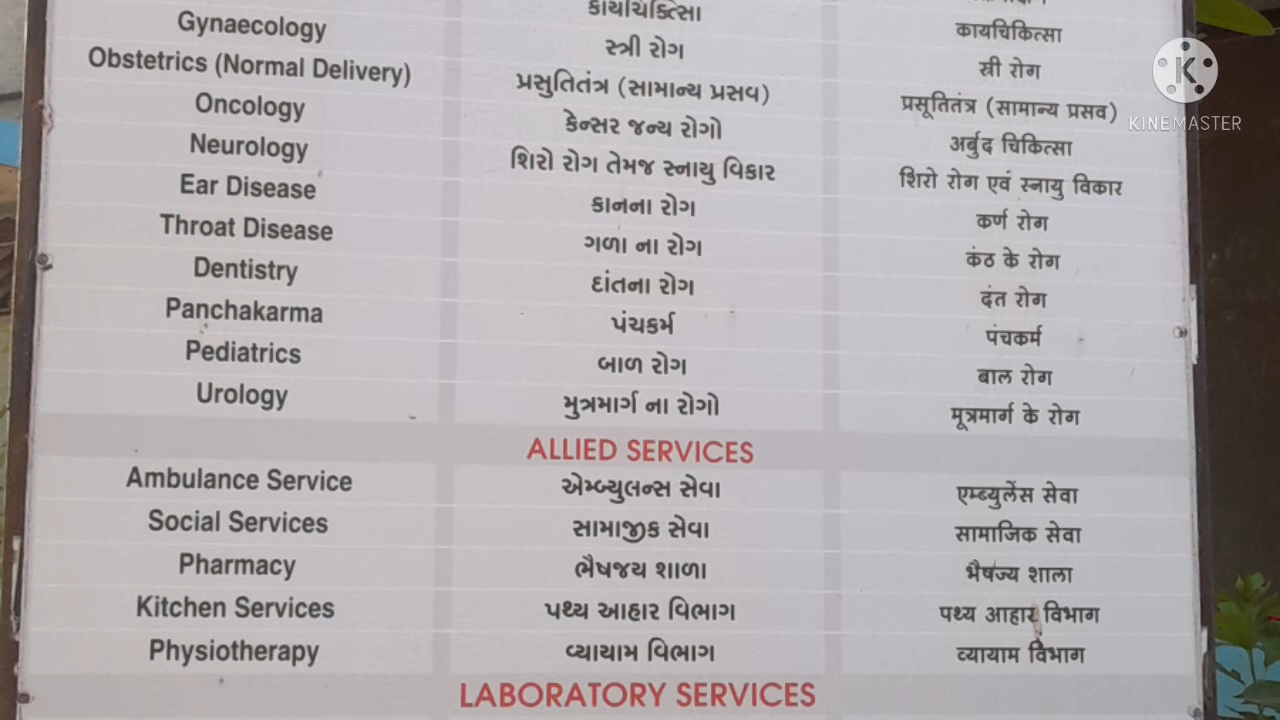 કાયચિકિત્સા
Gynaecology સ્ત્રી રોગ कायचिकित्सा
Obstetrics (Normal Delivery) પ્રસુતિતંત્ર (સામાન્ય પ્રસવ) स्री रोग
Oncology કેન્સર જન્ય રોગો प्रसूतितंत्र (सामान्य प्रसव)
Neurology શિરો રોગ તેમજ સ્નાયુ વિકાર अर्बुद चिकित्सा
Ear Disease કાનના રોગ शिरो रोग एवं स्नायु विकार
Throat Disease ગળા ના રોગ कर्ण रोग
Dentistry દાંતના રોગ कंठ के रोग
Panchakarma પંચકર્મ दंत रोग
Pediatrics બાળ રોગ पंचकर्म
Urology મુત્રમાર્ગ ના રોગો बाल रोग
मूत्रमार्ग के रोग
ALLIED SERVICES
Ambulance Service એમ્બ્યુલન્સ સેવા एम्ब्युलेंस सेवा
Social Services સામાજીક સેવા सामाजिक सेवा
Pharmacy ભૈષજય શાળા भैषज्य शाला
Kitchen Services પથ્ય આહાર વિભાગ पथ्य आहार विभाग
Physiotherapy વ્યાયામ વિભાગ व्यायाम विभाग
LABORATORY SERVICES
K
KINEMASTER